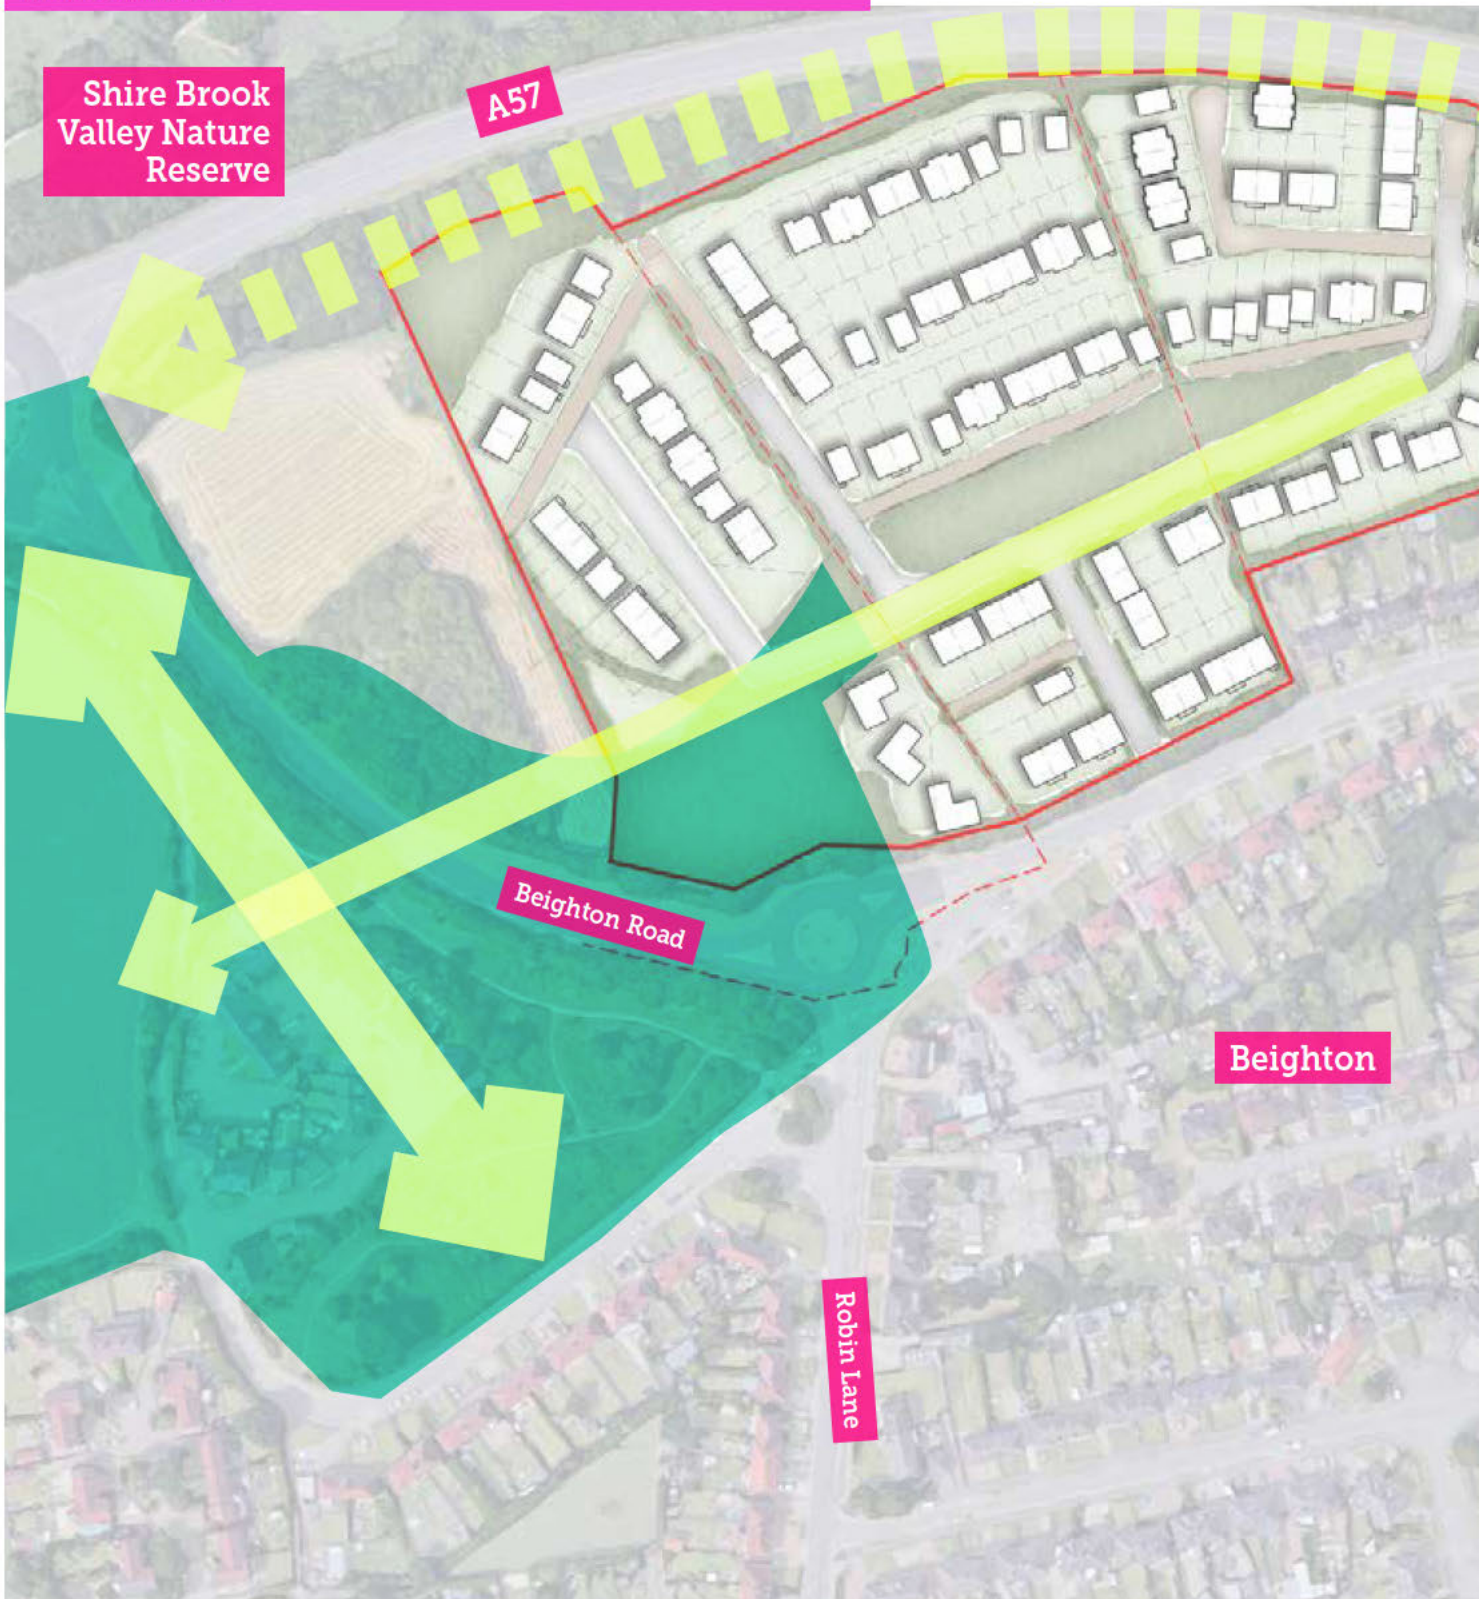 Shire Brook
Valley Nature
Reserve
A57
Beighton Road
Beighton
Robin Lane